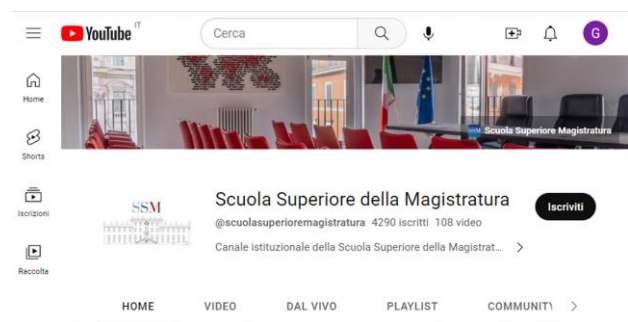 YouTube IT
Cerca
G
Home
Shorts
Iscrizioni
Raccolta
SSM Scuola Superiore Magistratura
SSM
Scuola Superiore della Magistratura
@scuolasuperioremagistratura 4290 iscritti 108 video
Canale istituzionale della Scuola Superiore della Magistrat...
Iscriviti
HOME VIDEO DAL VIVO PLAYLIST COMMUNITY